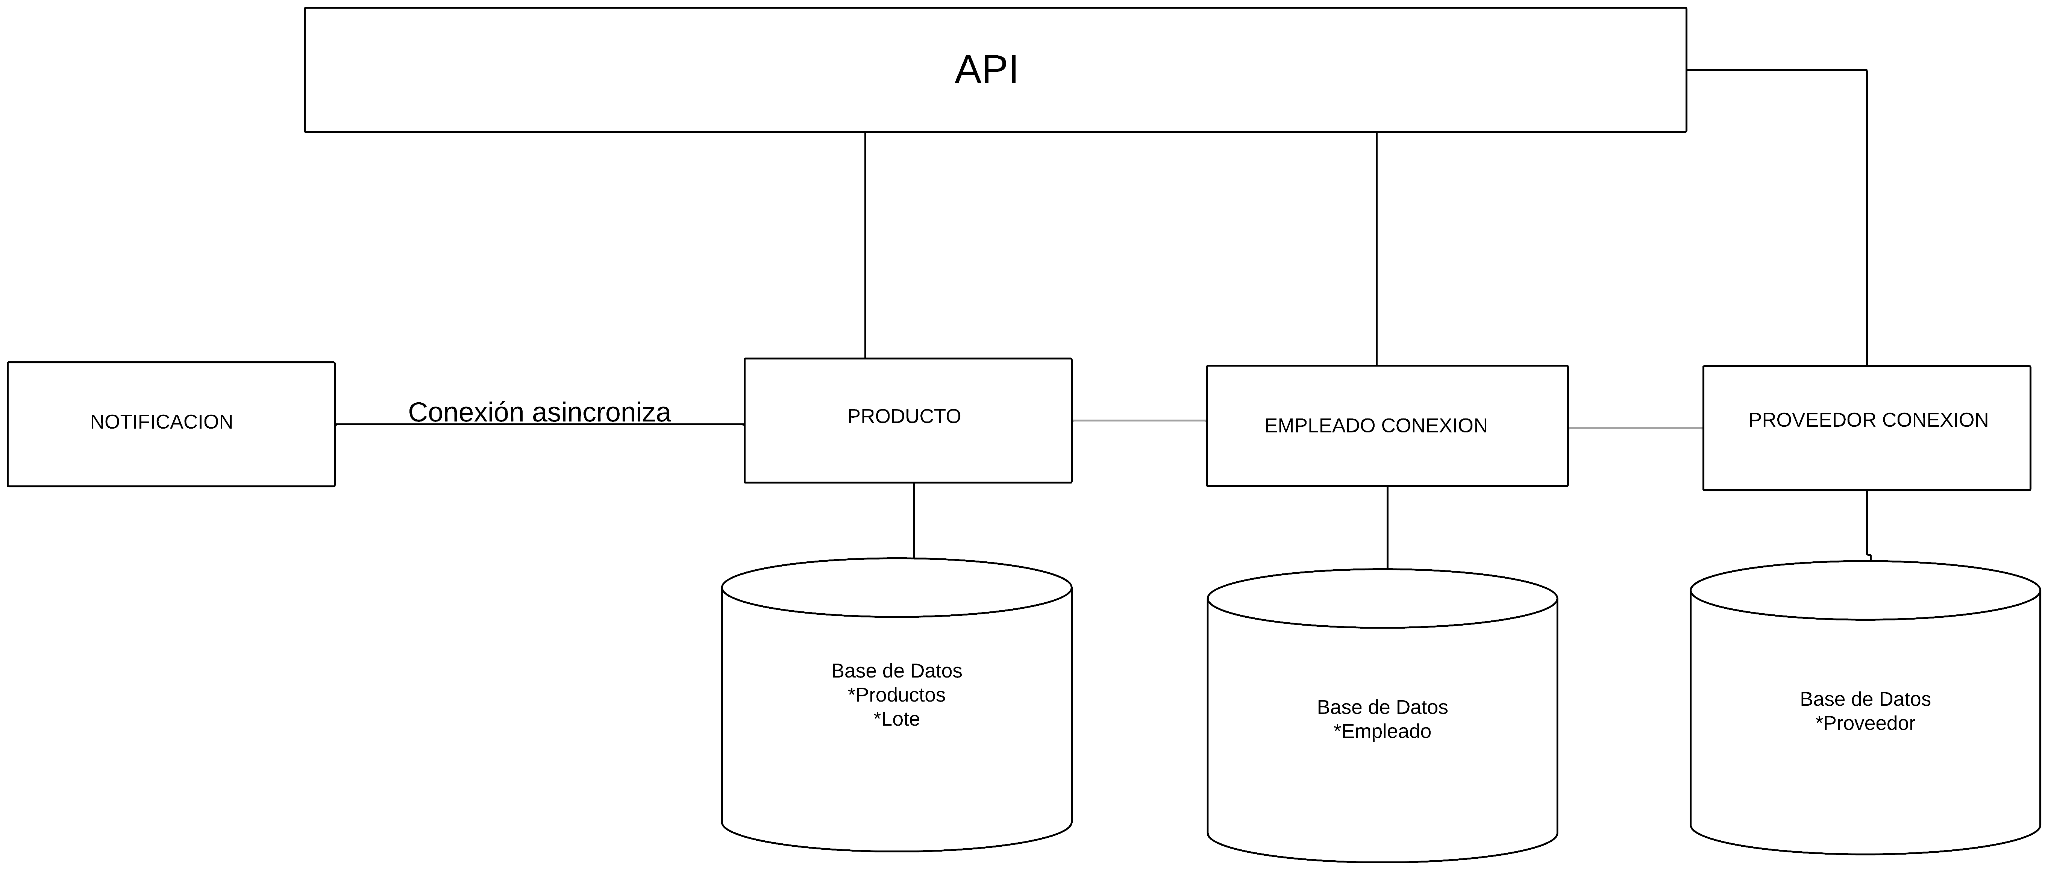 API
NOTIFICACION
Conexión asincroniza
PRODUCTO
EMPLEADO CONEXION
PROVEEDOR CONEXION
Base de Datos
*Productos
*Lote
Base de Datos
*Empleado
Base de Datos
*Proveedor